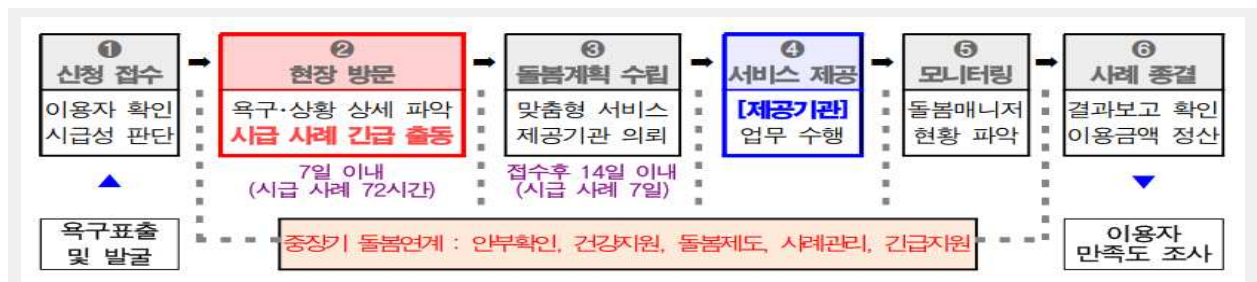 ❶
신청 접수
이용자 확인
시급성 판단
➡
❷
현장 방문
욕구·상황 상세 파악
시급 사례 긴급 출동
7일 이내
(시급 사례 72시간)
➡
❸
돌봄계획 수립
맞춤형 서비스
제공기관 의뢰
접수후 14일 이내
(시급 사례 7일)
➡
❹
서비스 제공
[제공기관]
업무 수행
➡
❺
모니터링
돌봄매니저
현황 파악
➡
❻
사례 종결
결과보고 확인
이용금액 정산
욕구표출
및 발굴
중장기 돌봄연계 : 안부확인, 건강지원, 돌봄제도, 사례관리, 긴급지원
이용자
만족도 조사